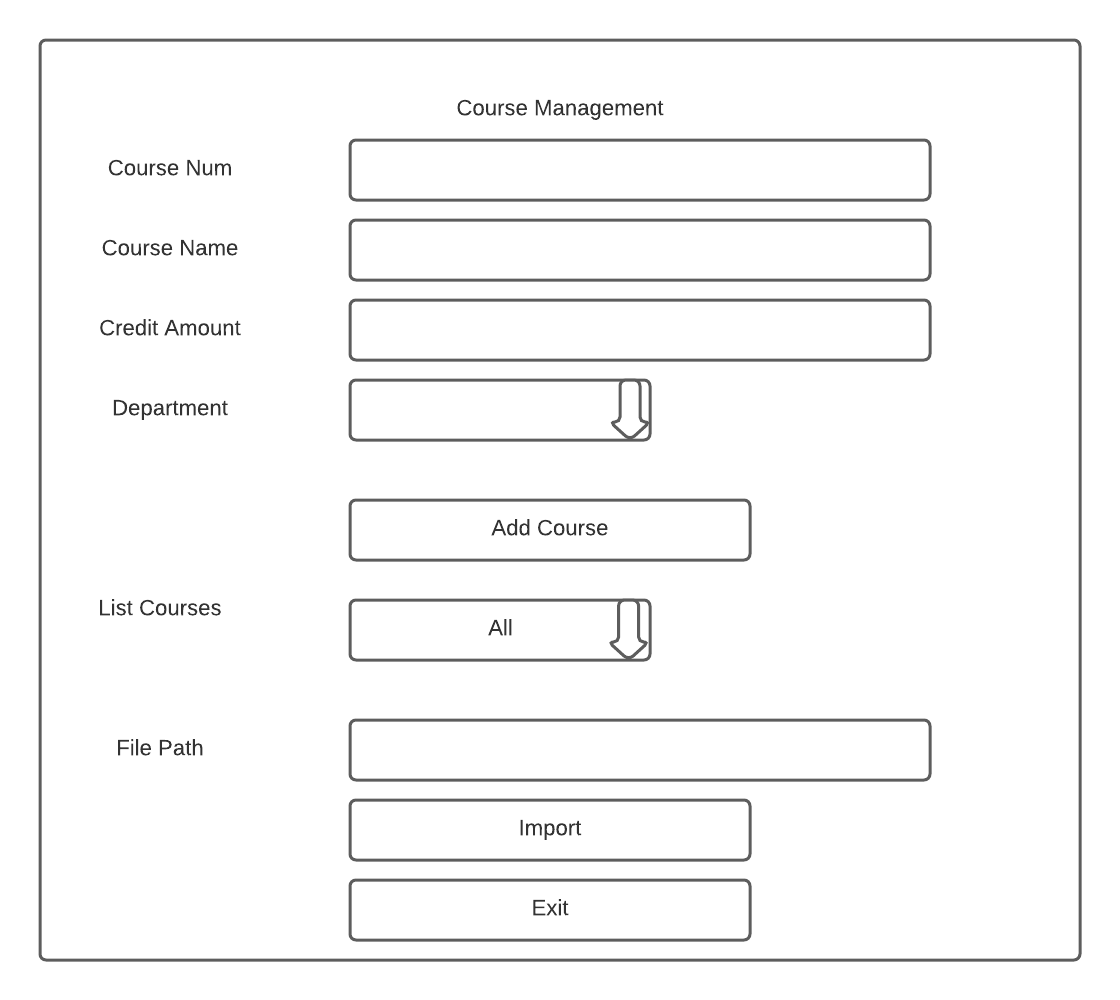 Course Management
Course Num
Course Name
Credit Amount
Department
Add Course
List Courses
All
File Path
Import
Exit